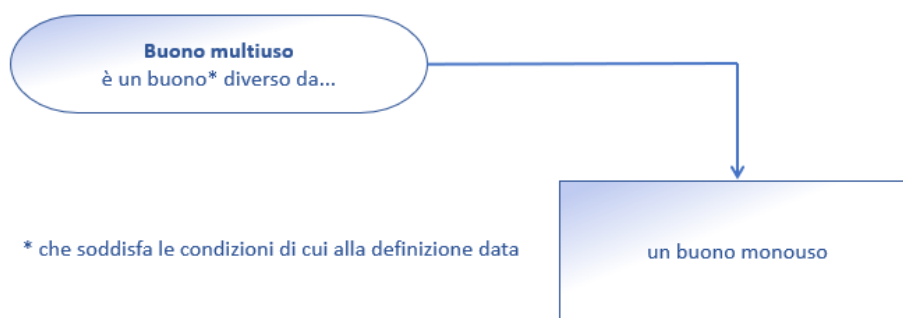 Buono multiuso
è un buono* diverso da...
* che soddisfa le condizioni di cui alla definizione data
un buono monouso